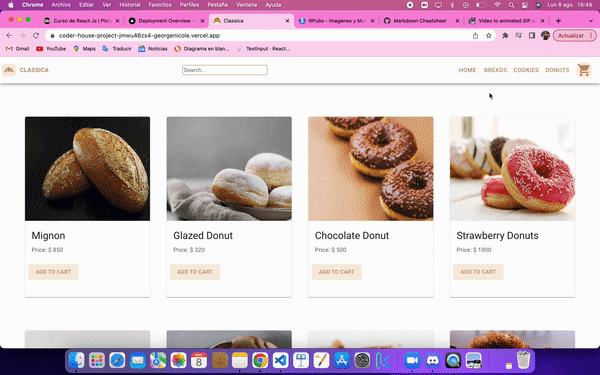 Chrome Archivo Editar Ver Historial Favoritos Perfiles Pestaña Ventana Ayuda Lun 8 ago. 16:48
Curso de React Js | Plat Deployment Overview – Classica RPubs - Imagenes y Mul Markdown Cheatsheet Video to animated GIF c
coder-house-project-jmwu46zs4-georgenicole.vercel.app Actualizar
Gmail YouTube Maps Traducir Noticias Diagrama en blan... TextInput · React...
CLASSICA Search... HOME BREADS COOKIES DONUTS
Mignon Glazed Donut Chocolate Donut Strawberry Donuts
Price: $ 850 Price: $ 320 Price: $ 500 Price: $ 1900
ADD TO CART ADD TO CART ADD TO CART ADD TO CART
AGO
8